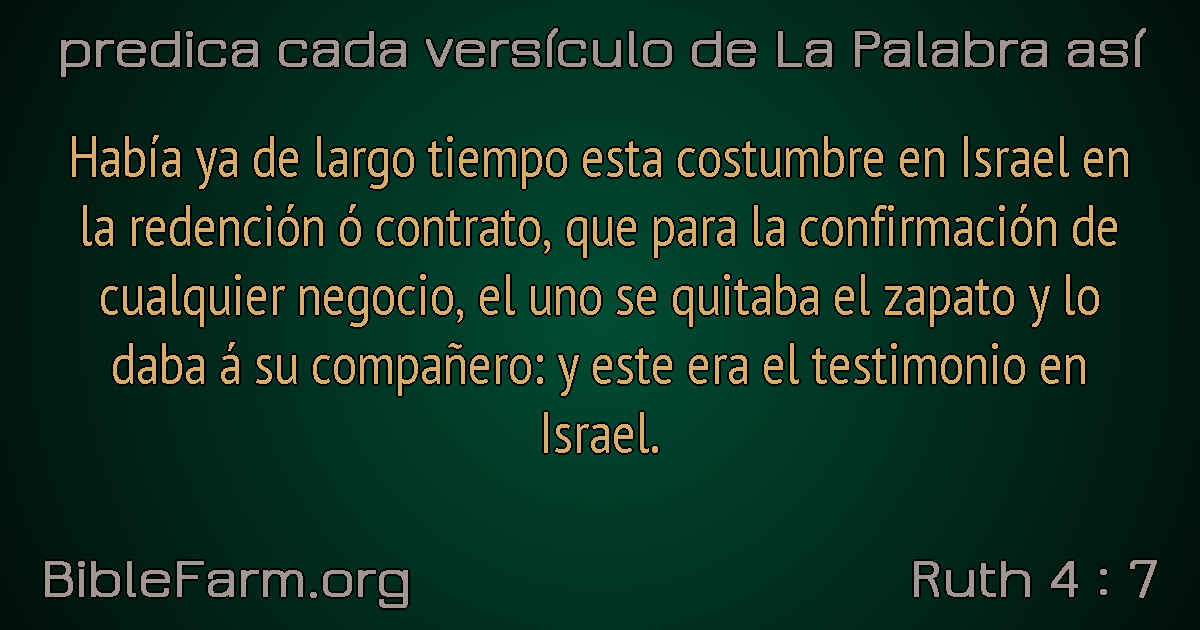 predica cada versículo de La Palabra así
Había ya de largo tiempo esta costumbre en Israel en
la redención ó contrato, que para la confirmación de
cualquier negocio, el uno se quitaba el zapato y lo
daba á su compañero: y este era el testimonio en
Israel.
BibleFarm.org
Ruth 4 : 7